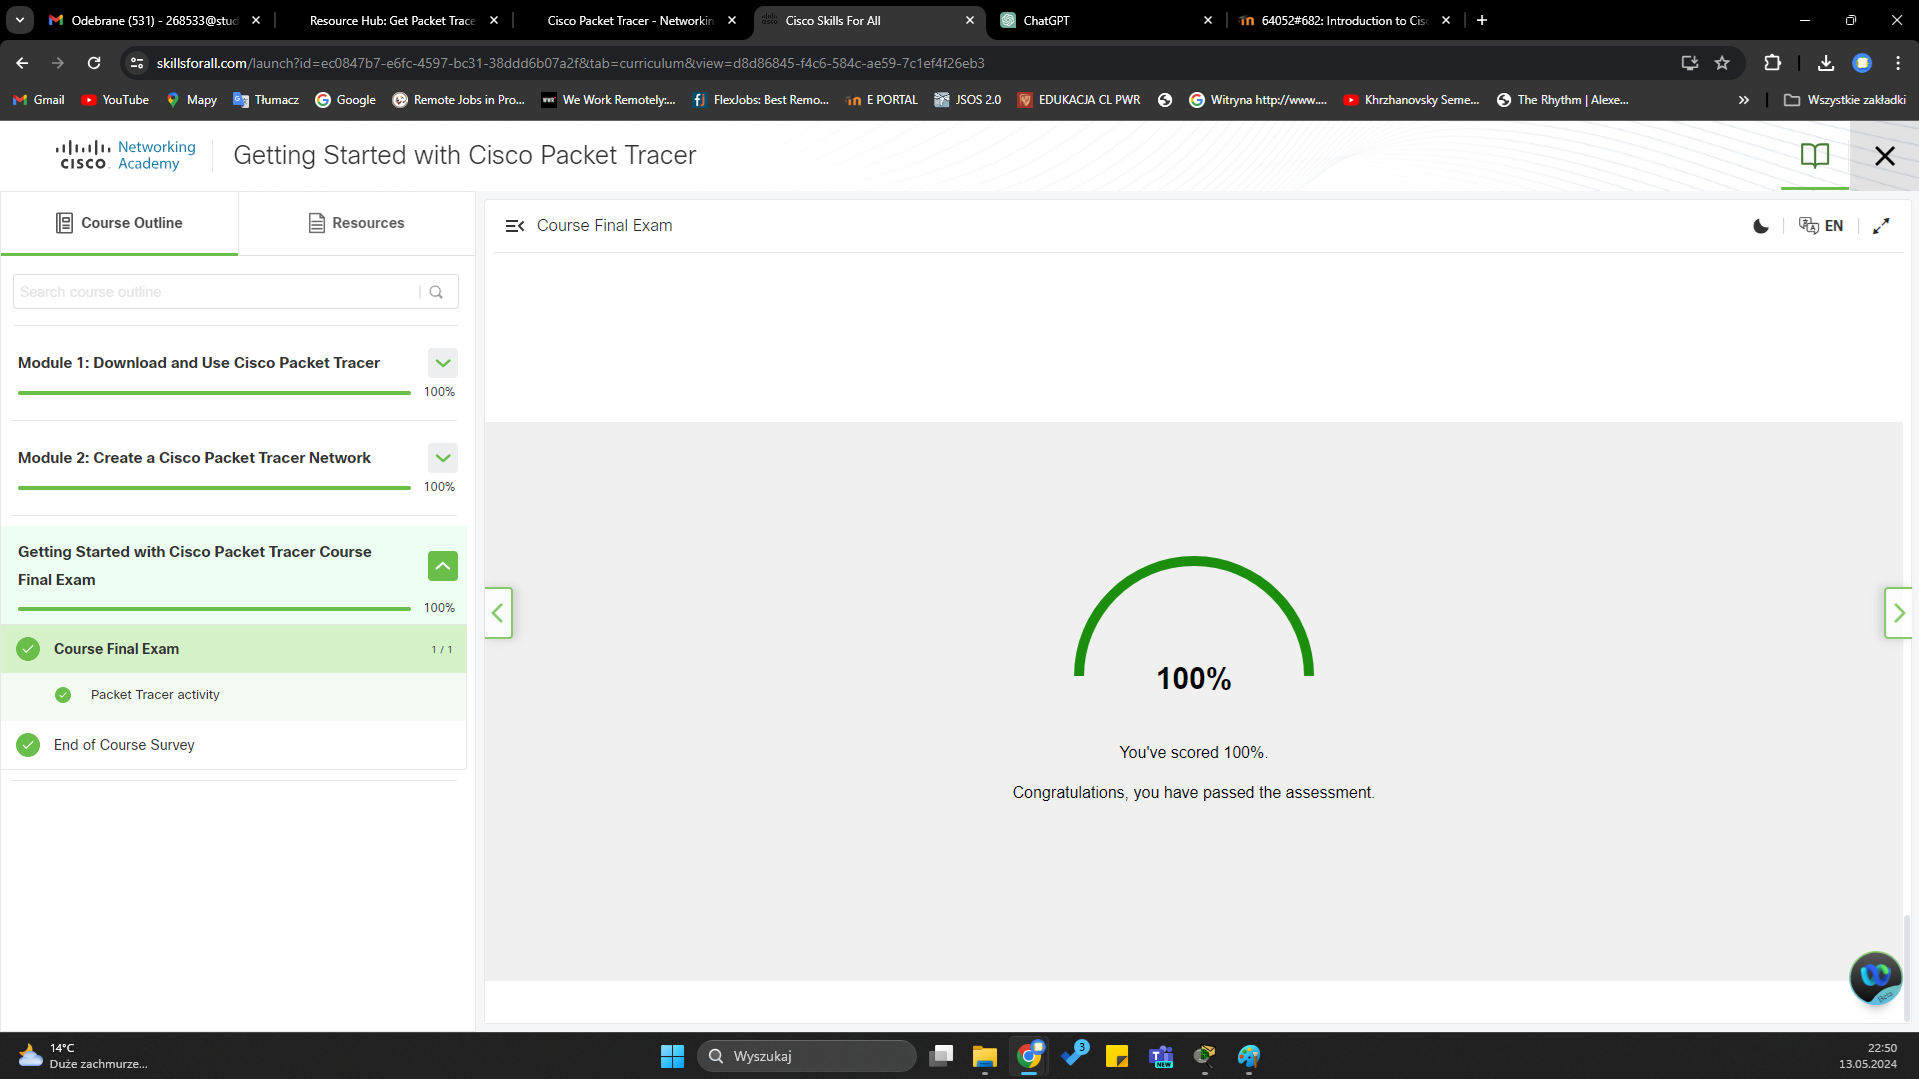 Odebrane (531) - 268533@stud
Resource Hub: Get Packet Trace
Cisco Packet Tracer - Networkin
Cisco Skills For All
ChatGPT
64052#682: Introduction to Cisc
skillsforall.com/launch?id=ec0847b7-e6fc-4597-bc31-38ddd6b07a2f&tab=curriculum&view=d8d86845-f4c6-584c-ae59-7c1ef4f26eb3
Gmail
YouTube
Mapy
Tłumacz
Google
Remote Jobs in Pro...
We Work Remotely:...
FlexJobs: Best Remo...
E PORTAL
JSOS 2.0
EDUKACJA CL PWR
Witryna http://www....
Khrzhanovsky Seme...
The Rhythm | Alexe...
Wszystkie zakładki
CISCO Networking Academy
Getting Started with Cisco Packet Tracer
Course Outline
Resources
Search course outline
Module 1: Download and Use Cisco Packet Tracer
100%
Module 2: Create a Cisco Packet Tracer Network
100%
Getting Started with Cisco Packet Tracer Course
Final Exam
100%
Course Final Exam
1 / 1
Packet Tracer activity
End of Course Survey
Course Final Exam
EN
100%
You've scored 100%.
Congratulations, you have passed the assessment.
Beta
14°C
Duże zachmurze...
Wyszukaj
3
NEW
22:50
13.05.2024